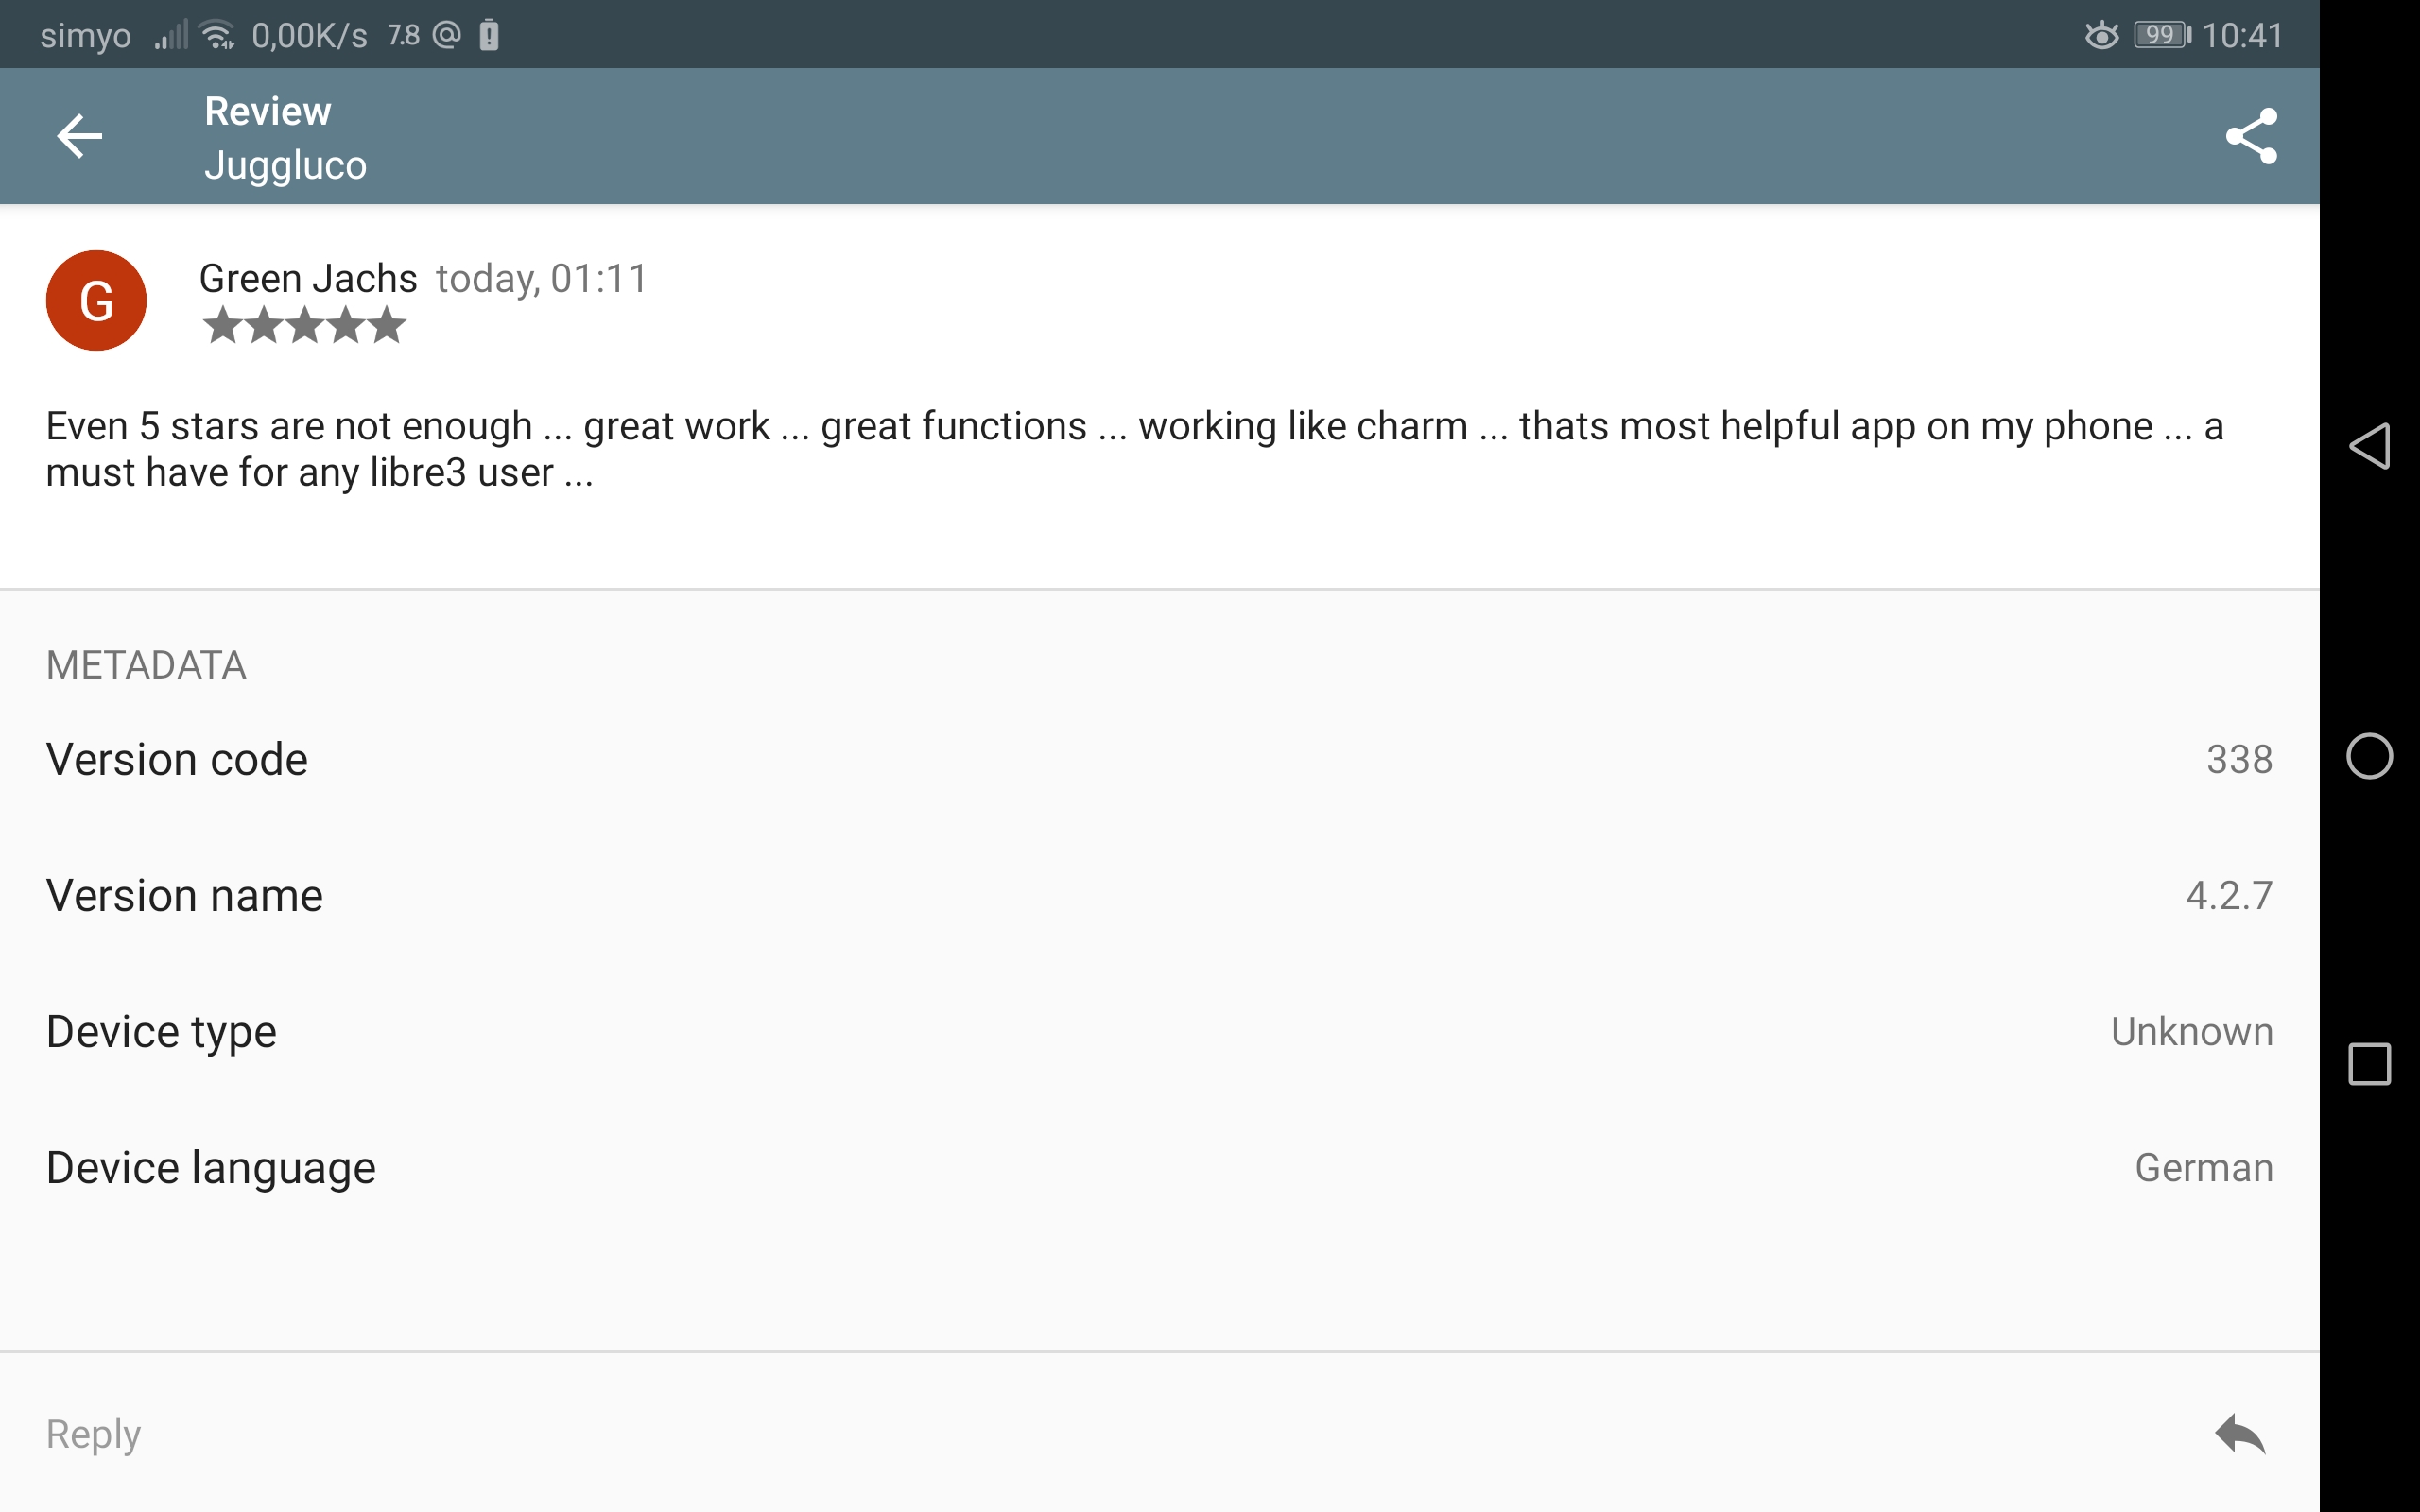 simyo 0,00K/s 7.8 @ 99 10:41
Review
Juggluco
G
Green Jachs today, 01:11
Even 5 stars are not enough ... great work ... great functions ... working like charm ... thats most helpful app on my phone ... a
must have for any libre3 user ...
METADATA
Version code 338
Version name 4.2.7
Device type Unknown
Device language German
Reply